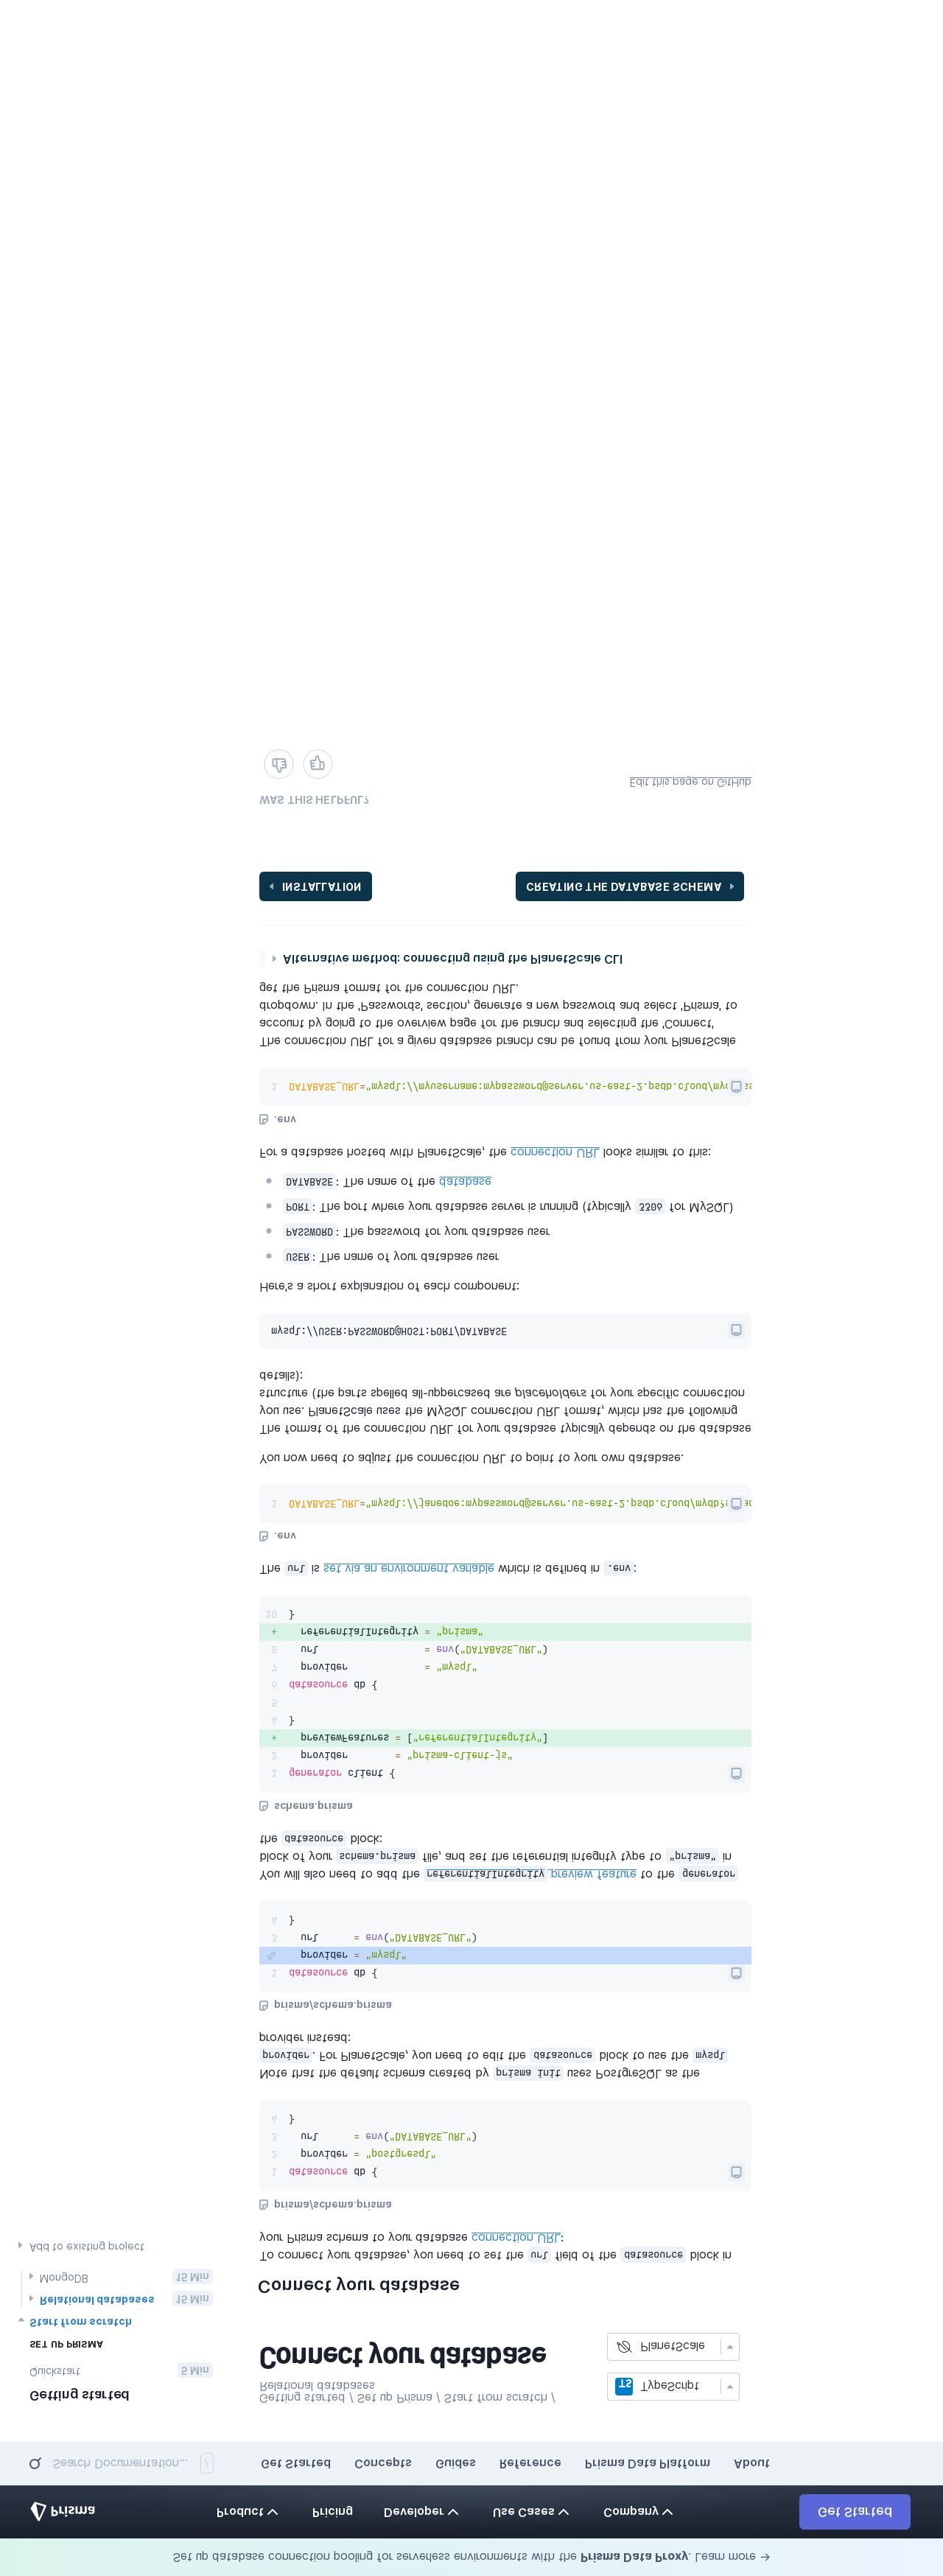 Set up database connection pooling for serverless environments with the Prisma Data Proxy. Learn more →
Prisma
Product
Pricing
Developer
Use Cases
Company
Get Started
Search Documentation...
/
Get Started
Concepts
Guides
Reference
Prisma Data Platform
About
Getting started
Quickstart
5 Min
SET UP PRISMA
Start from scratch
Relational databases
15 Min
MongoDB
15 Min
Add to existing project
Getting started / Set up Prisma / Start from scratch /
Relational databases
Connect your database
TS TypeScript
PlanetScale
Connect your database
To connect your database, you need to set the url field of the datasource block in
your Prisma schema to your database connection URL:
prisma/schema.prisma
1 datasource db {
2   provider = "postgresql"
3   url      = env("DATABASE_URL")
4 }
Note that the default schema created by prisma init uses PostgreSQL as the
provider. For PlanetScale, you need to edit the datasource block to use the mysql
provider instead:
prisma/schema.prisma
1 datasource db {
  provider = "mysql"
3   url      = env("DATABASE_URL")
4 }
You will also need to add the referentialIntegrity preview feature to the generator
block of your schema.prisma file, and set the referential integrity type to "prisma" in
the datasource block:
schema.prisma
1 generator client {
2   provider        = "prisma-client-js"
+   previewFeatures = ["referentialIntegrity"]
4 }
5
6 datasource db {
7   provider             = "mysql"
8   url                  = env("DATABASE_URL")
+   referentialIntegrity = "prisma"
10 }
The url is set via an environment variable which is defined in .env:
.env
1 DATABASE_URL="mysql://janedoe:mypassword@server.us-east-2.psdb.cloud/mydb?s
You now need to adjust the connection URL to point to your own database.
The format of the connection URL for your database typically depends on the database
you use. PlanetScale uses the MySQL connection URL format, which has the following
structure (the parts spelled all-uppercased are placeholders for your specific connection
details):
mysql://USER:PASSWORD@HOST:PORT/DATABASE
Here's a short explanation of each component:
• USER: The name of your database user
• PASSWORD: The password for your database user
• PORT: The port where your database server is running (typically 3306 for MySQL)
• DATABASE: The name of the database
For a database hosted with PlanetScale, the connection URL looks similar to this:
.env
1 DATABASE_URL="mysql://myusername:mypassword@server.us-east-2.psdb.cloud/myd
The connection URL for a given database branch can be found from your PlanetScale
account by going to the overview page for the branch and selecting the 'Connect'
dropdown. In the 'Passwords' section, generate a new password and select 'Prisma' to
get the Prisma format for the connection URL.
Alternative method: connecting using the PlanetScale CLI
INSTALLATION
CREATING THE DATABASE SCHEMA
WAS THIS HELPFUL?
Edit this page on GitHub